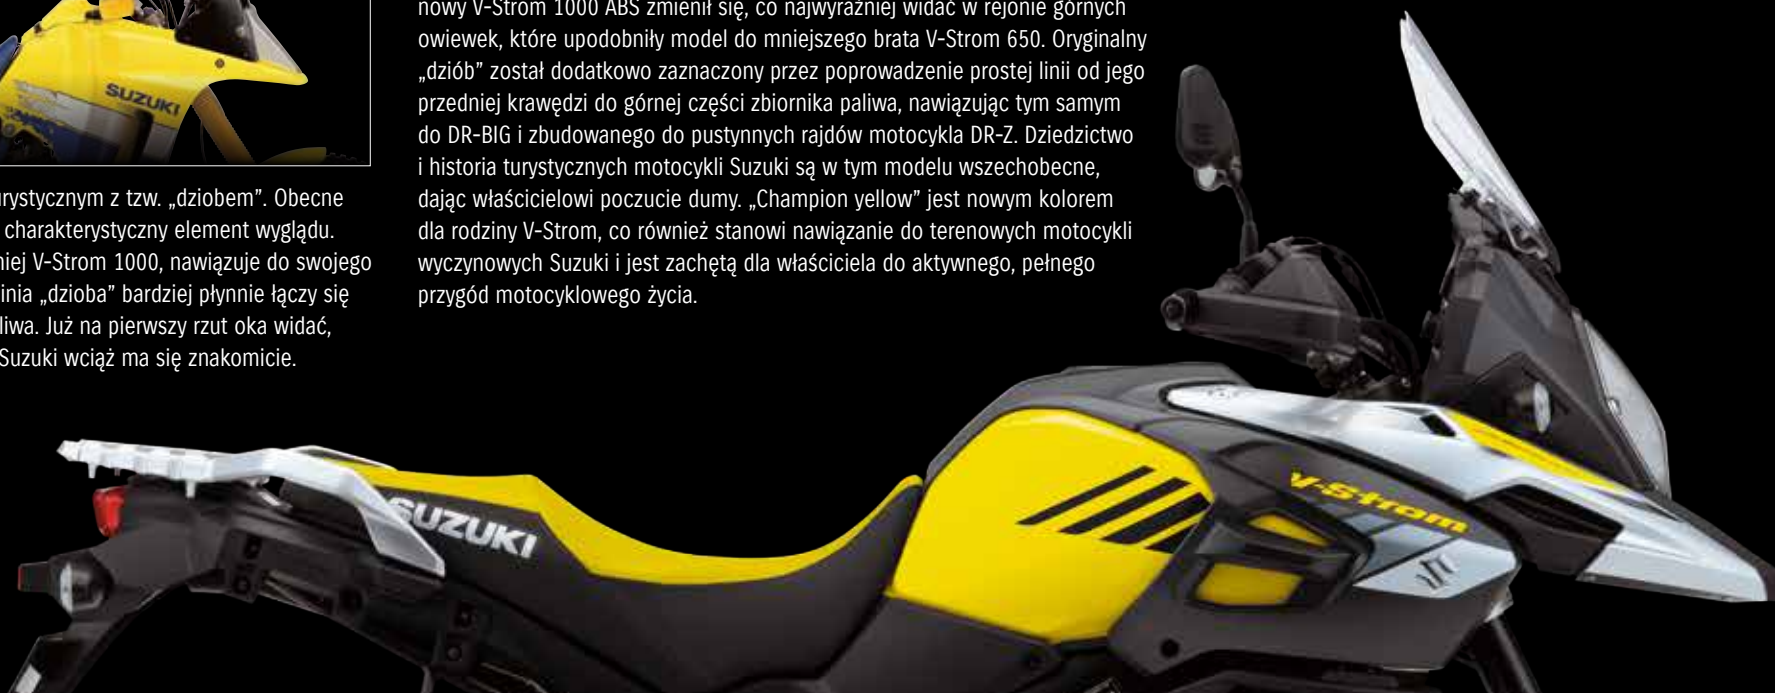 SUZUKI
urystycznym z tzw. „dziobem”. Obecne
charakterystyczny element wyglądu.
niej V-Strom 1000, nawiązuje do swojego
inia „dzioba” bardziej płynnie łączy się
liwa. Już na pierwszy rzut oka widać,
Suzuki wciąż ma się znakomicie.
nowy V-Strom 1000 ABS zmienił się, co najwyraźniej widać w rejonie górnych
owiewek, które upodobniły model do mniejszego brata V-Strom 650. Oryginalny
„dziób” został dodatkowo zaznaczony przez poprowadzenie prostej linii od jego
przedniej krawędzi do górnej części zbiornika paliwa, nawiązując tym samym
do DR-BIG i zbudowanego do pustynnych rajdów motocykla DR-Z. Dziedzictwo
i historia turystycznych motocykli Suzuki są w tym modelu wszechobecne,
dając właścicielowi poczucie dumy. „Champion yellow” jest nowym kolorem
dla rodziny V-Strom, co również stanowi nawiązanie do terenowych motocykli
wyczynowych Suzuki i jest zachętą dla właściciela do aktywnego, pełnego
przygód motocyklowego życia.
V-Strom
SUZUKI